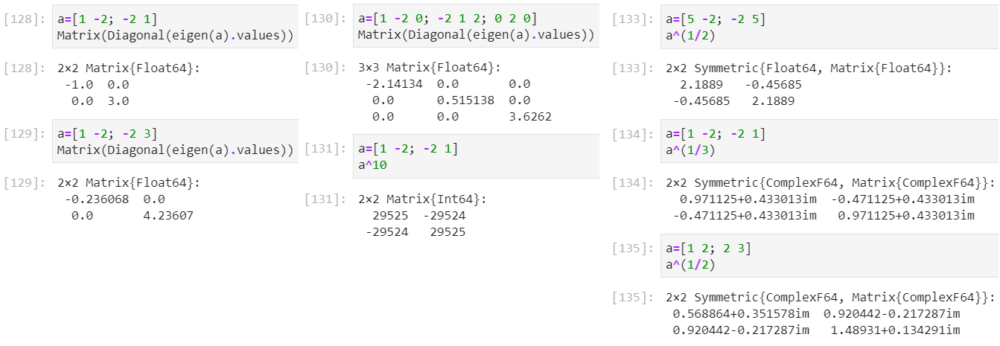 [128]: a=[1 -2; -2 1]
Matrix(Diagonal(eigen(a).values))
[128]: 2×2 Matrix{Float64}:
-1.0 0.0
0.0 3.0
[129]: a=[1 -2; -2 3]
Matrix(Diagonal(eigen(a).values))
[129]: 2×2 Matrix{Float64}:
-0.236068 0.0
0.0 4.23607
[130]: a=[1 -2 0; -2 1 2; 0 2 0]
Matrix(Diagonal(eigen(a).values))
[130]: 3×3 Matrix{Float64}:
-2.14134 0.0 0.0
0.0 0.515138 0.0
0.0 0.0 3.6262
[131]: a=[1 -2; -2 1]
a^10
[131]: 2×2 Matrix{Int64}:
29525 -29524
-29524 29525
[133]: a=[5 -2; -2 5]
a^(1/2)
[133]: 2×2 Symmetric{Float64, Matrix{Float64}}:
2.1889 -0.45685
-0.45685 2.1889
[134]: a=[1 -2; -2 1]
a^(1/3)
[134]: 2×2 Symmetric{ComplexF64, Matrix{ComplexF64}}:
0.971125+0.433013im -0.471125+0.433013im
-0.471125+0.433013im 0.971125+0.433013im
[135]: a=[1 2; 2 3]
a^(1/2)
[135]: 2×2 Symmetric{ComplexF64, Matrix{ComplexF64}}:
0.568864+0.351578im 0.920442-0.217287im
0.920442-0.217287im 1.48931+0.134291im